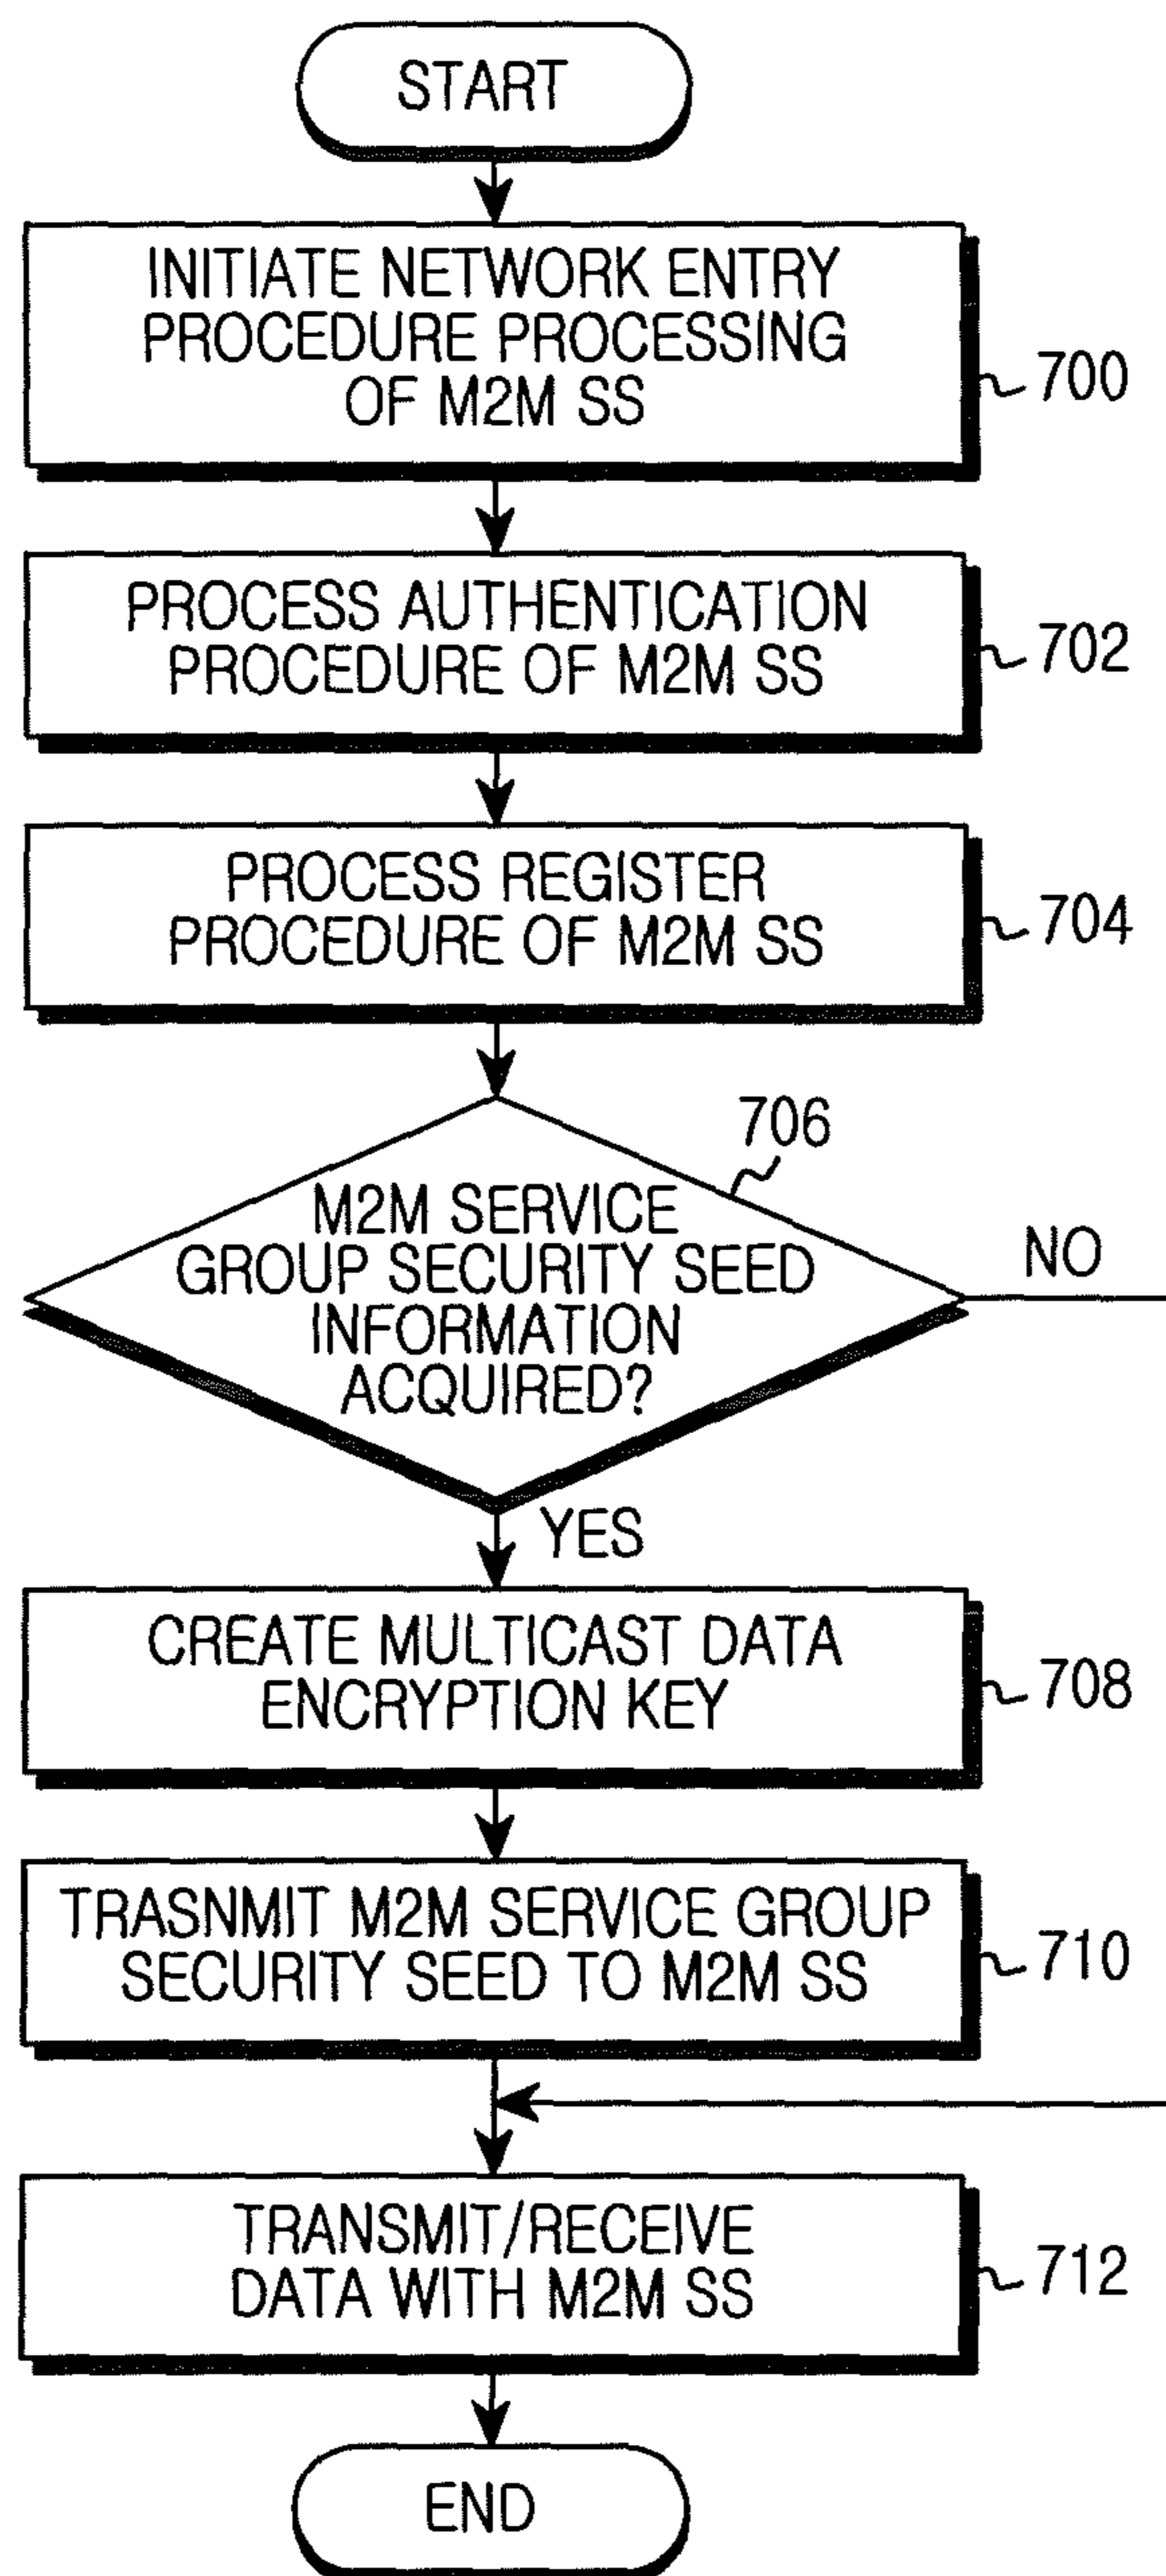 START
INITIATE NETWORK ENTRY
PROCEDURE PROCESSING
OF M2M SS
700
PROCESS AUTHENTICATION
PROCEDURE OF M2M SS
702
PROCESS REGISTER
PROCEDURE OF M2M SS
704
706
M2M SERVICE
GROUP SECURITY SEED
INFORMATION
ACQUIRED?
NO
YES
CREATE MULTICAST DATA
ENCRYPTION KEY
708
TRASNMIT M2M SERVICE GROUP
SECURITY SEED TO M2M SS
710
TRANSMIT/RECEIVE
DATA WITH M2M SS
712
END